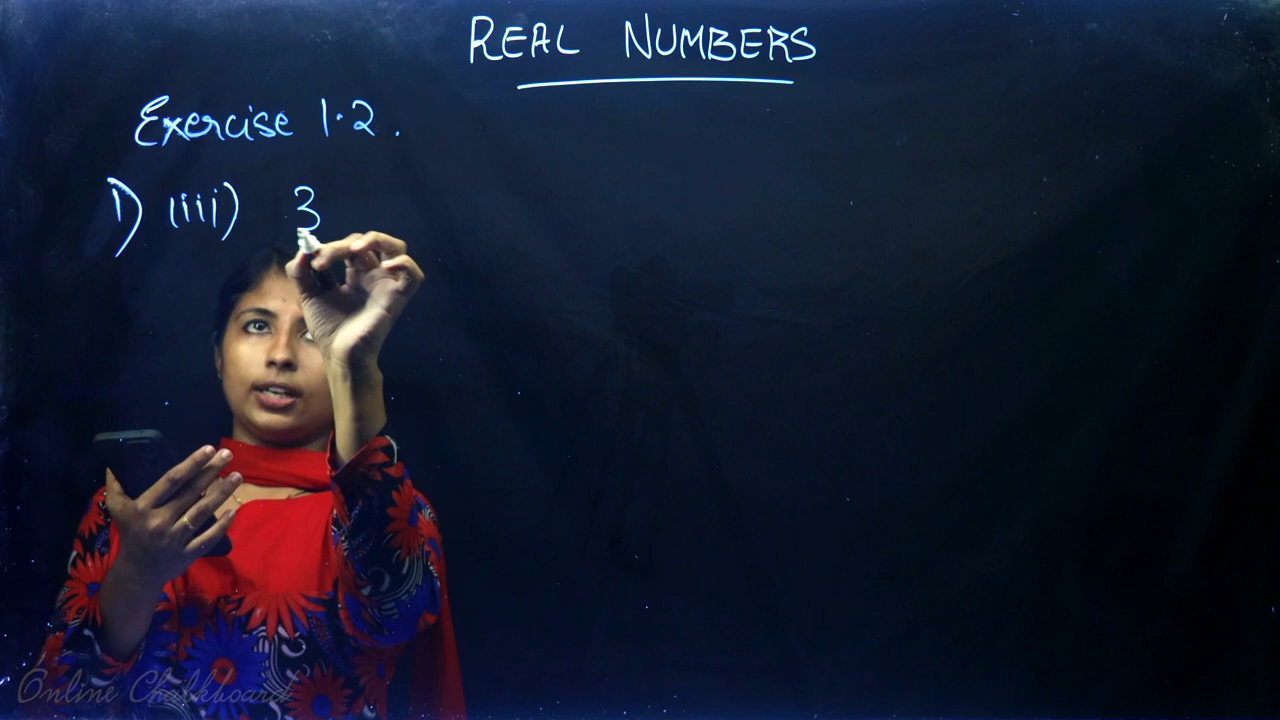 REAL NUMBERS
Exercise 1.2.
1) (iii) 3
Online Chalkboard